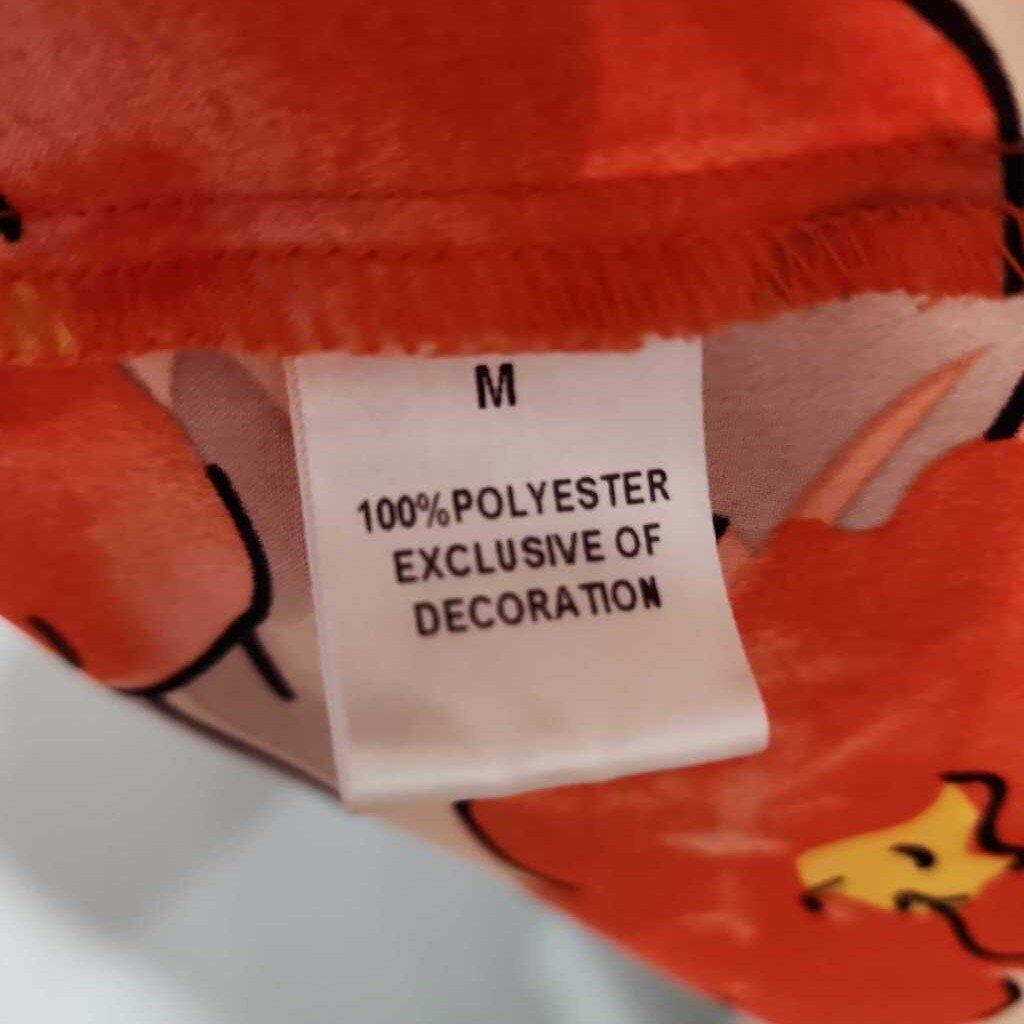 M
100%POLYESTER
EXCLUSIVE OF
DECORATION